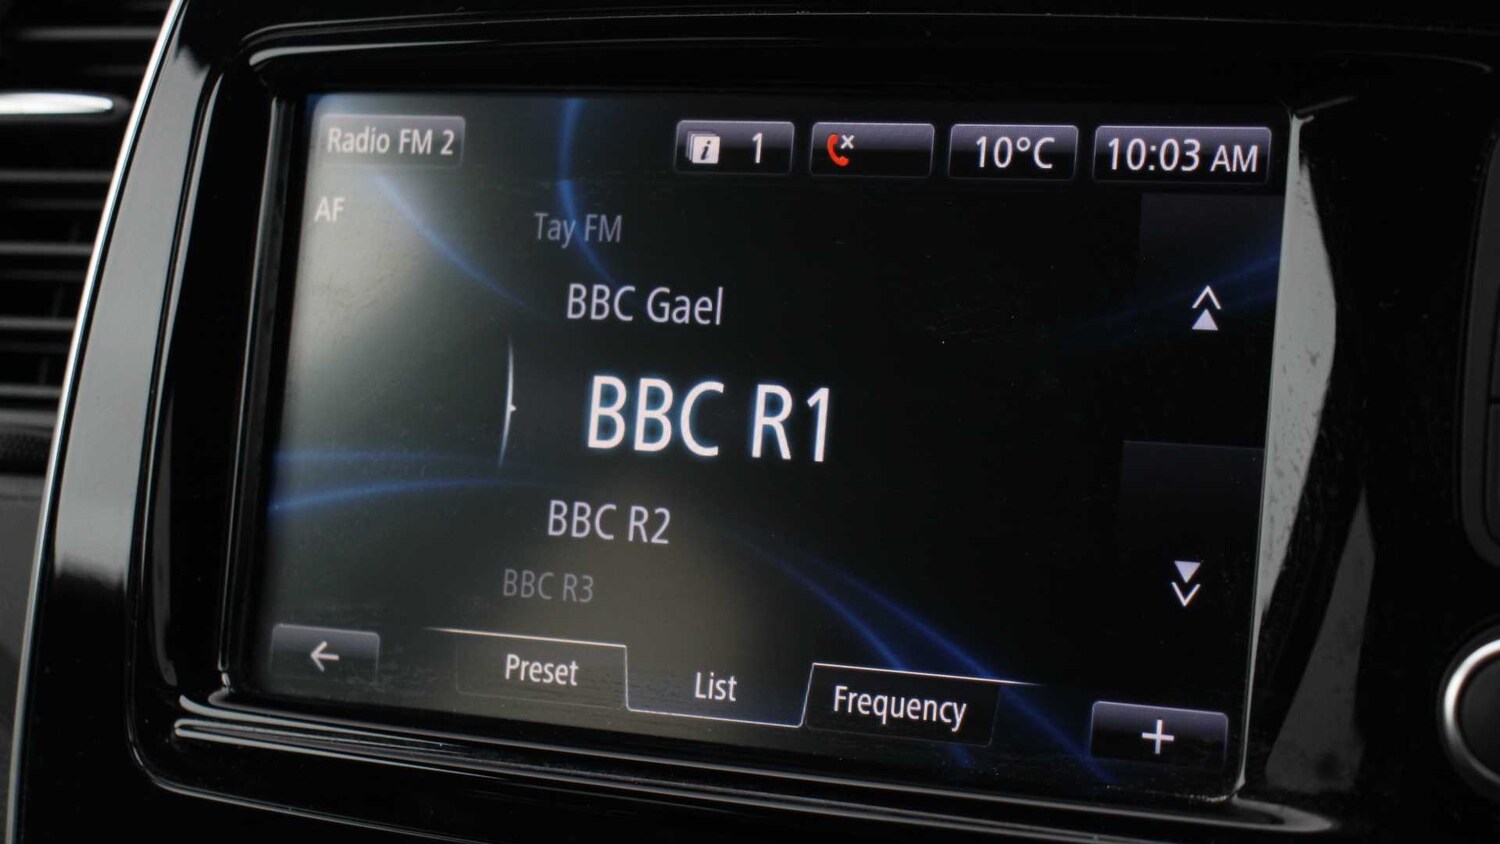 Radio FM 2
i 1
10°C
10:03 AM
AF
Tay FM
BBC Gael
BBC R1
BBC R2
BBC R3
Preset
List
Frequency
+